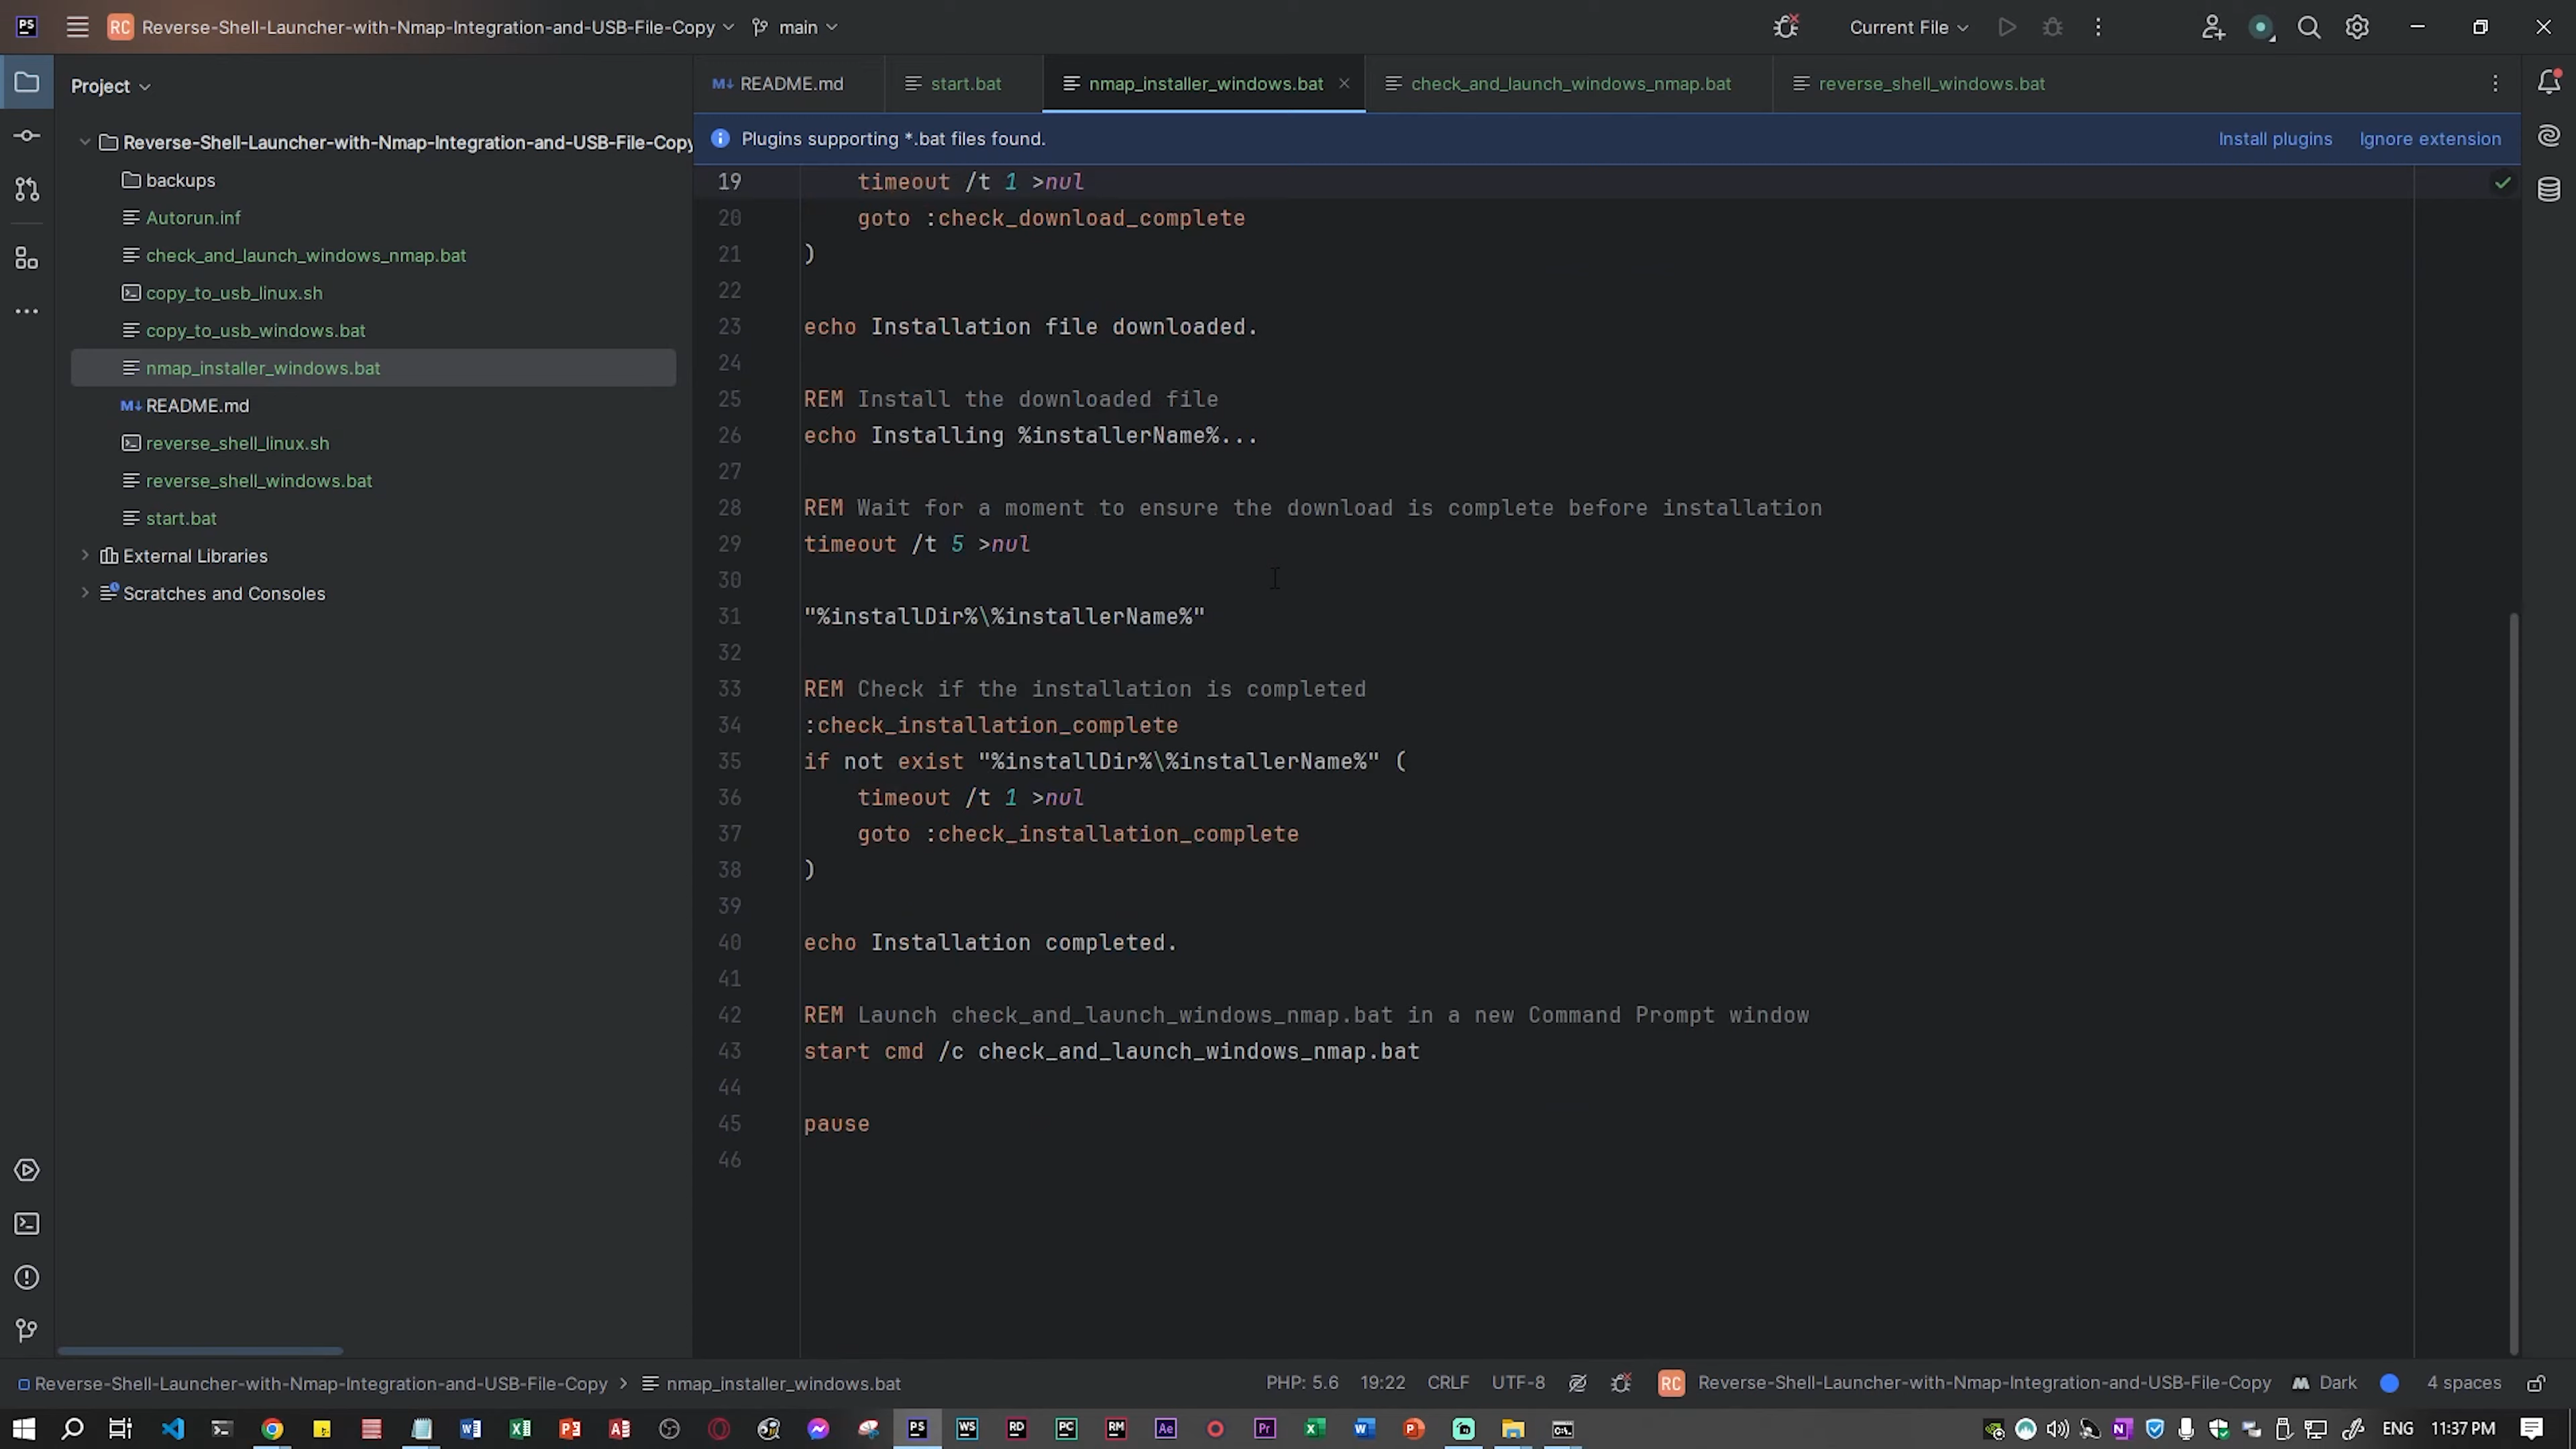 PS
RC Reverse-Shell-Launcher-with-Nmap-Integration-and-USB-File-Copy main
Current File
Project
README.md start.bat nmap_installer_windows.bat check_and_launch_windows_nmap.bat reverse_shell_windows.bat
Plugins supporting *.bat files found. Install plugins Ignore extension
Reverse-Shell-Launcher-with-Nmap-Integration-and-USB-File-Copy
backups
Autorun.inf
check_and_launch_windows_nmap.bat
copy_to_usb_linux.sh
copy_to_usb_windows.bat
nmap_installer_windows.bat
README.md
reverse_shell_linux.sh
reverse_shell_windows.bat
start.bat
External Libraries
Scratches and Consoles
19 timeout /t 1 >nul
20 goto :check_download_complete
21 )
22
23 echo Installation file downloaded.
24
25 REM Install the downloaded file
26 echo Installing %installerName%...
27
28 REM Wait for a moment to ensure the download is complete before installation
29 timeout /t 5 >nul
30
31 "%installDir%\%installerName%"
32
33 REM Check if the installation is completed
34 :check_installation_complete
35 if not exist "%installDir%\%installerName%" (
36 timeout /t 1 >nul
37 goto :check_installation_complete
38 )
39
40 echo Installation completed.
41
42 REM Launch check_and_launch_windows_nmap.bat in a new Command Prompt window
43 start cmd /c check_and_launch_windows_nmap.bat
44
45 pause
46
Reverse-Shell-Launcher-with-Nmap-Integration-and-USB-File-Copy > nmap_installer_windows.bat
PHP: 5.6 19:22 CRLF UTF-8 RC Reverse-Shell-Launcher-with-Nmap-Integration-and-USB-File-Copy Dark 4 spaces
PS WS RD PC RM Ae Pr
ENG 11:37 PM